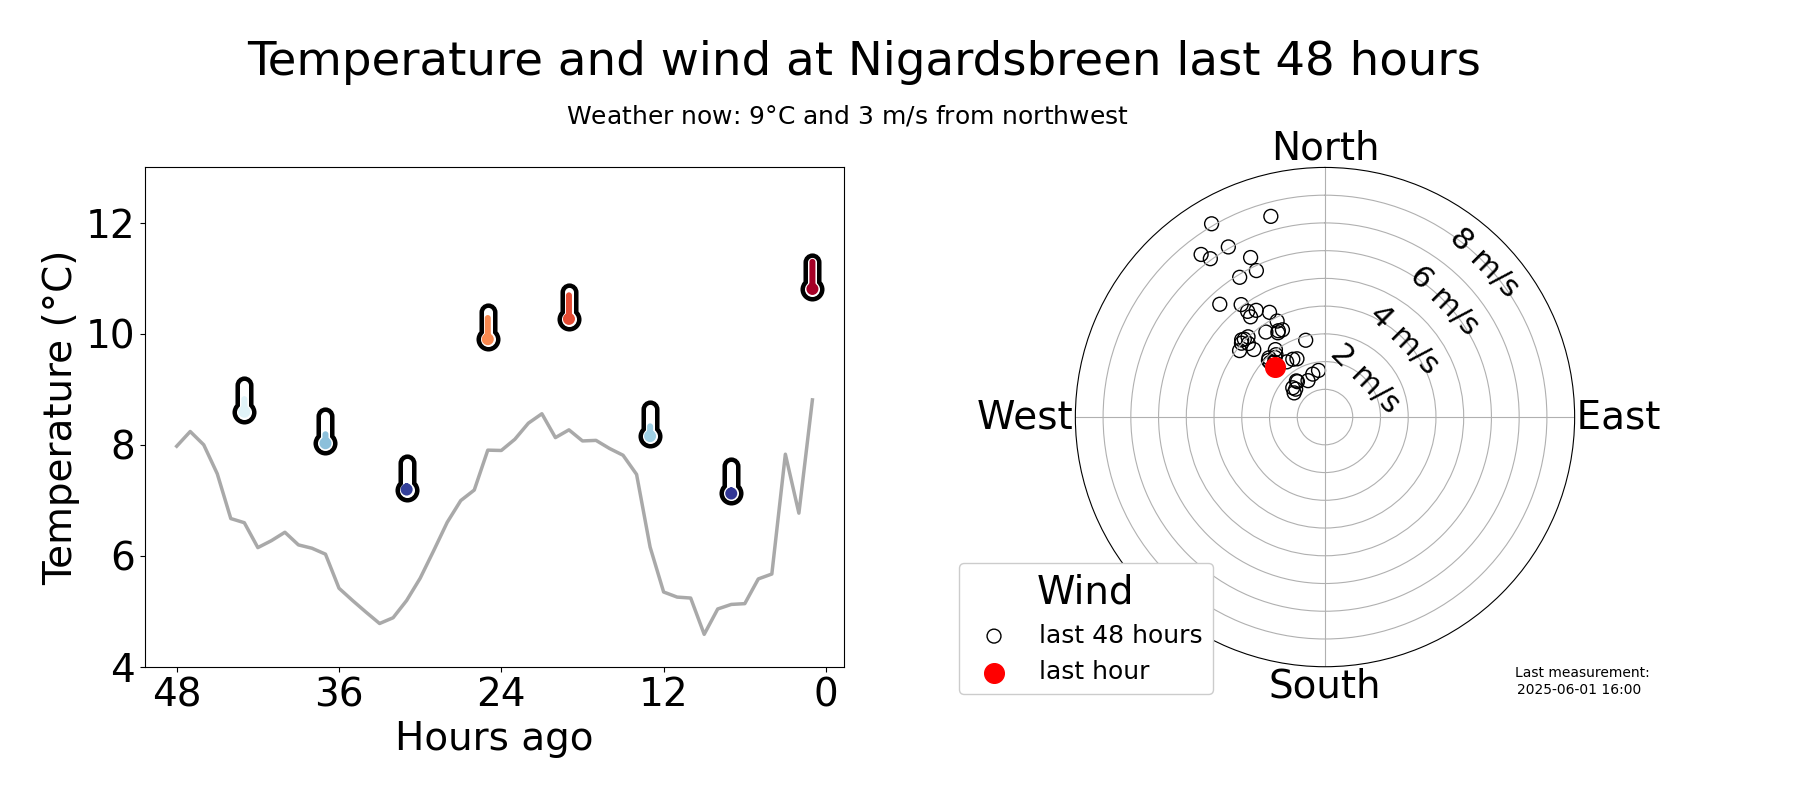 Temperature and wind at Nigardsbreen last 48 hours
Weather now: 9°C and 3 m/s from northwest
Temperature (°C)
12
10
8
6
4
48
36
24
12
0
Hours ago
North
West
East
South
8 m/s
6 m/s
4 m/s
2 m/s
Wind
last 48 hours
last hour
Last measurement:
2025-06-01 16:00